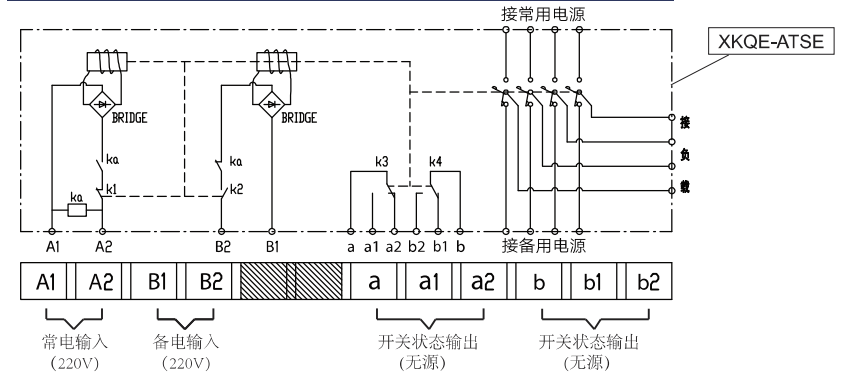 接常用电源
XKQE-ATSE
BRIDGE
BRIDGE
接
负
载
ka
ka
k1
k2
k3
k4
ka
A1
A2
B2
B1
a
a1
a2
b2
b1
b
接备用电源
A1
A2
B1
B2
a
a1
a2
b
b1
b2
常电输入
(220V)
备电输入
(220V)
开关状态输出
(无源)
开关状态输出
(无源)